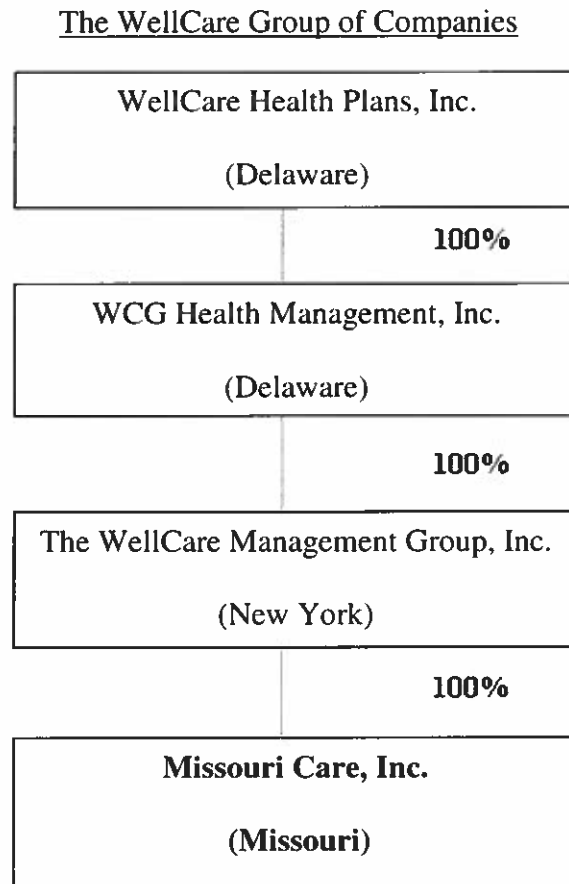 The WellCare Group of Companies
WellCare Health Plans, Inc.
(Delaware)
100%
WCG Health Management, Inc.
(Delaware)
100%
The WellCare Management Group, Inc.
(New York)
100%
Missouri Care, Inc.
(Missouri)